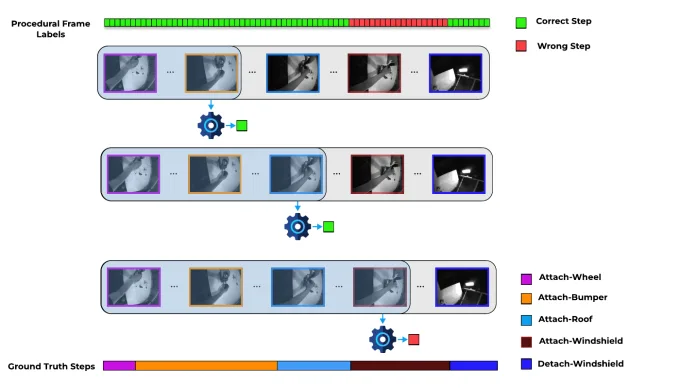 Procedural Frame
Labels
Correct Step
Wrong Step
...
...
...
...
...
...
...
...
...
...
...
...
Attach-Wheel
Attach-Bumper
Attach-Roof
Attach-Windshield
Detach-Windshield
Ground Truth Steps